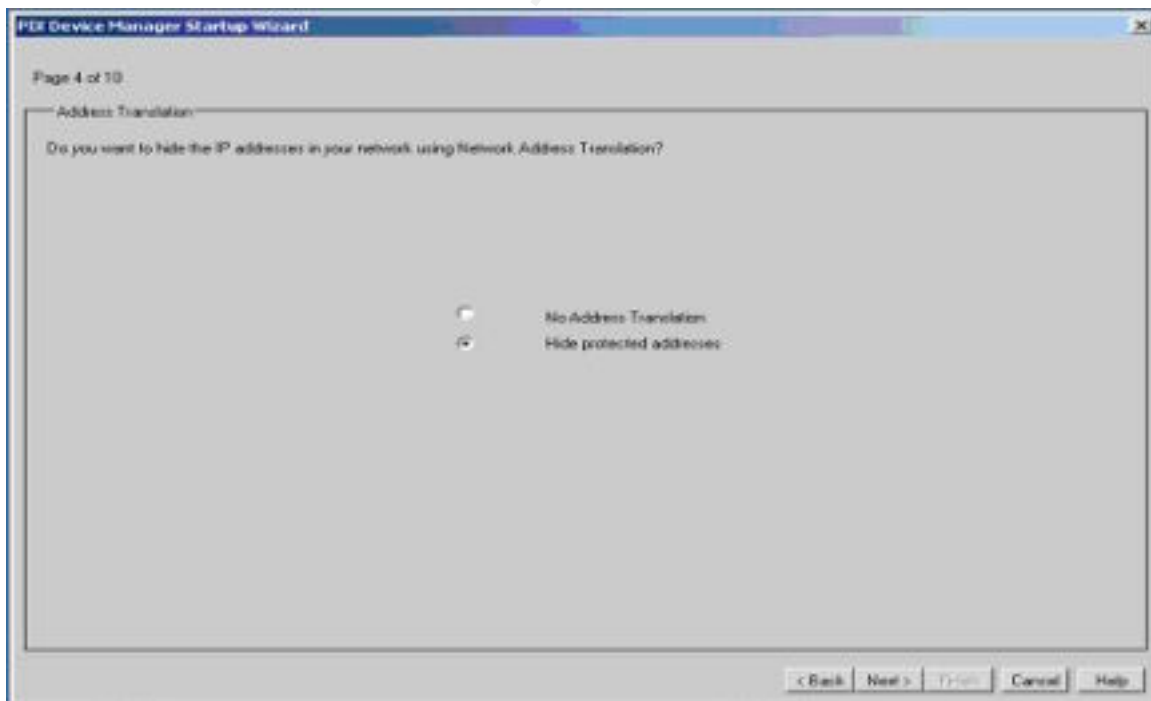 PIX Device Manager Startup Wizard
Page 4 of 10
Address Translation
Do you want to hide the IP addresses in your network using Network Address Translation?
No Address Translation
Hide protected addresses
< Back Next > Finish Cancel Help